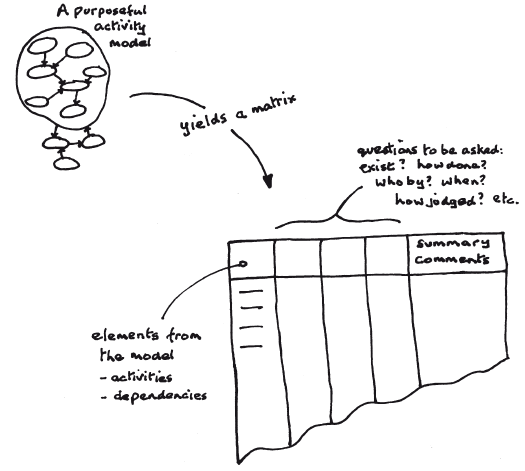 A purposeful
activity
model
yields a matrix
questions to be asked:
exist? how done?
who by? when?
how judged? etc.
summary
comments
elements from
the model
- activities
- dependencies